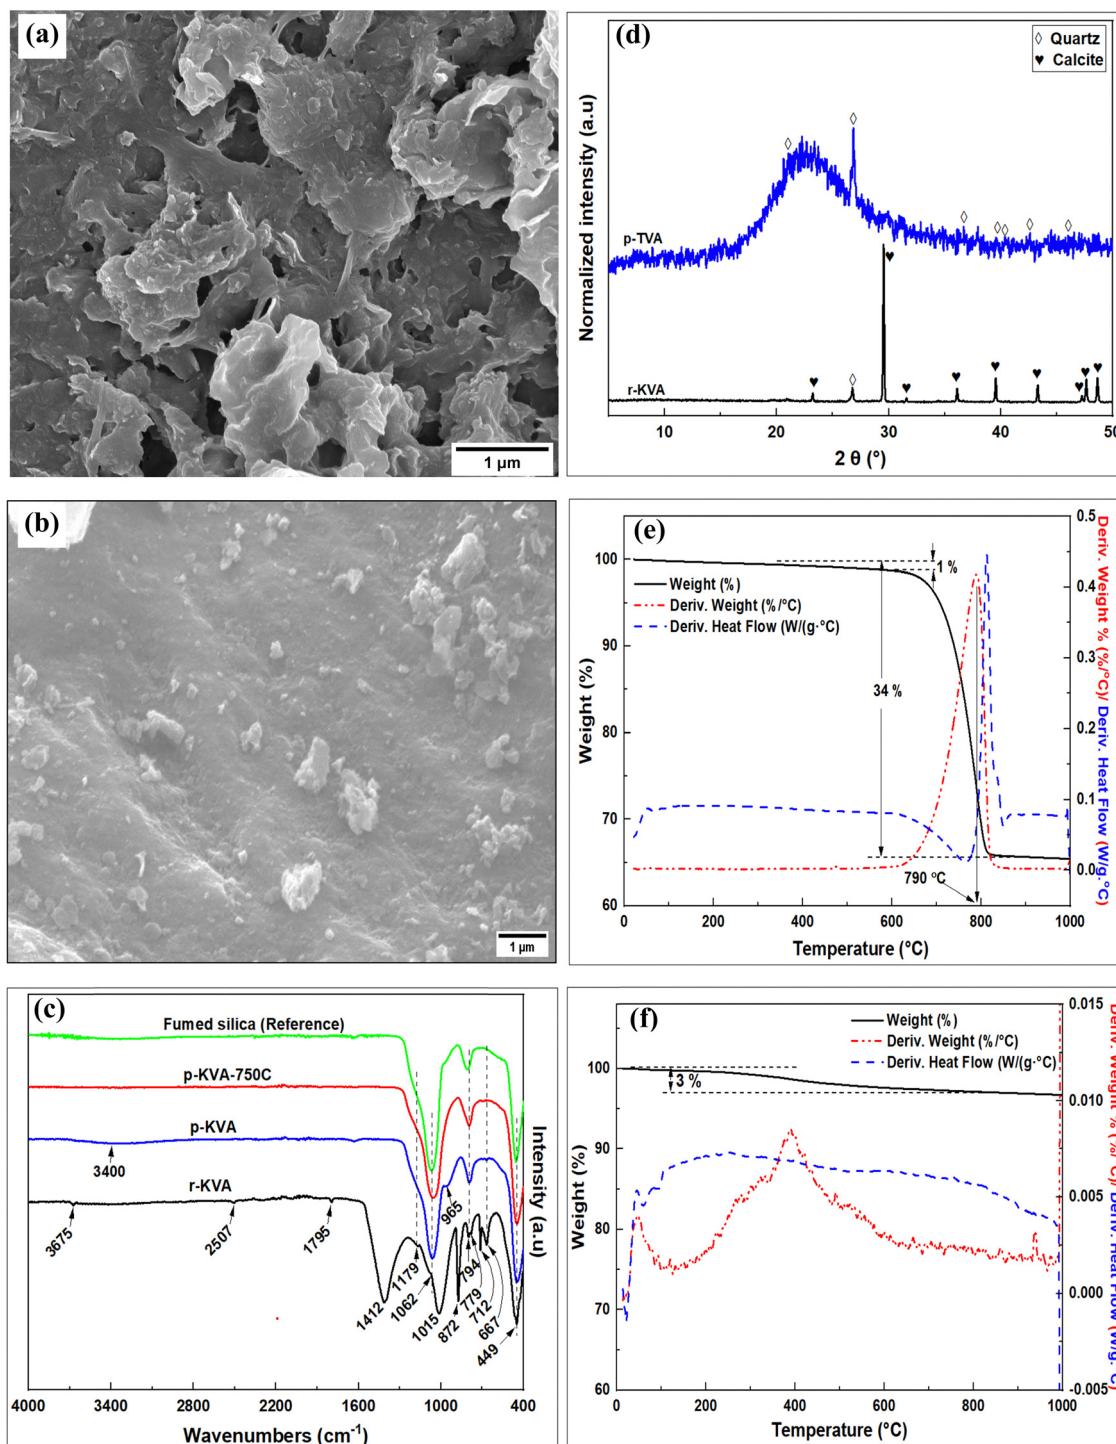 (a)
1 µm
(d)
◊ Quartz
♥ Calcite
Normalized intensity (a.u)
p-TVA
r-KVA
10 20 30 40 50
2 θ (°)
(b)
1 µm
(e)
Weight (%)
Deriv. Weight (%/°C)
Deriv. Heat Flow (W/(g·°C)
1 %
34 %
790 °C
100
90
80
70
60
Weight (%)
0.5
0.4
0.3
0.2
0.1
0.0
Deriv. Weight % (%/°C)/ Deriv. Heat Flow (W/g.°C)
0 200 400 600 800 1000
Temperature (°C)
(c)
Fumed silica (Reference)
p-KVA-750C
p-KVA
3400
r-KVA
3675
2507
1795
1412
1179
1062
1015
965
872
794
779
712
667
449
Intensity (a.u)
4000 3400 2800 2200 1600 1000 400
Wavenumbers (cm⁻¹)
(f)
Weight (%)
Deriv. Weight (%/°C)
Deriv. Heat Flow (W/(g·°C)
3 %
100
90
80
70
60
Weight (%)
0.015
0.010
0.005
0.000
-0.005
Deriv. Weight % (%/°C)/ Deriv. Heat Flow (W/g.°C)
0 200 400 600 800 1000
Temperature (°C)